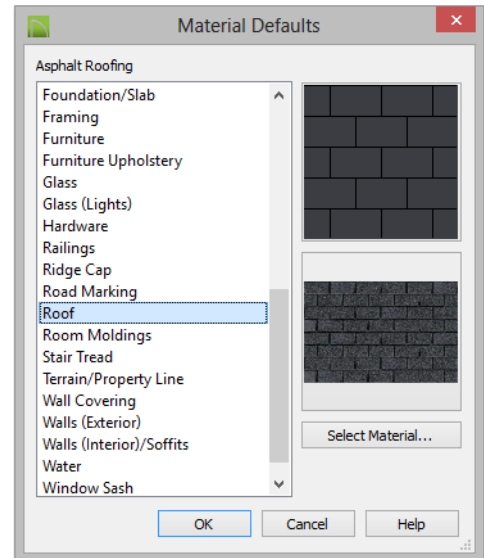 Material Defaults
Asphalt Roofing
Foundation/Slab
Framing
Furniture
Furniture Upholstery
Glass
Glass (Lights)
Hardware
Railings
Ridge Cap
Road Marking
Roof
Room Moldings
Stair Tread
Terrain/Property Line
Wall Covering
Walls (Exterior)
Walls (Interior)/Soffits
Water
Window Sash
Select Material...
OK
Cancel
Help